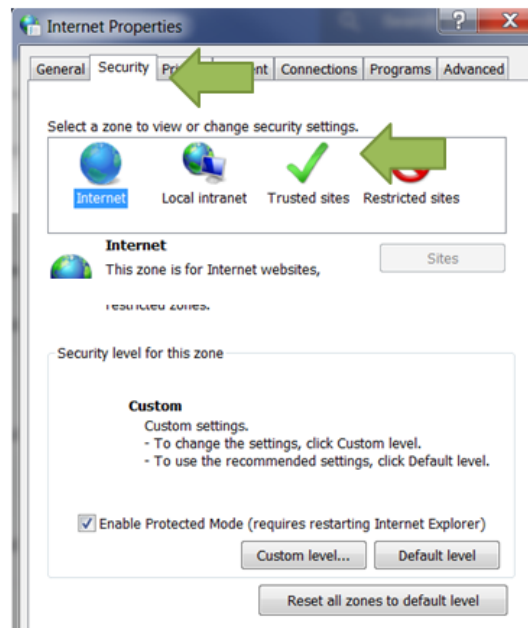 Internet Properties
General Security Connections Programs Advanced
Select a zone to view or change security settings.
Internet Local intranet Trusted sites Restricted sites
Internet
This zone is for Internet websites,
Sites
restricted zones.
Security level for this zone
Custom
Custom settings.
- To change the settings, click Custom level.
- To use the recommended settings, click Default level.
Enable Protected Mode (requires restarting Internet Explorer)
Custom level... Default level
Reset all zones to default level